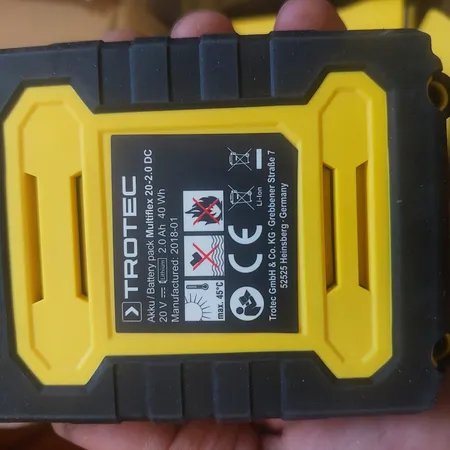 TROTEC
Akku / Battery pack Multiflex 20-2.0 DC
20 V Lithium 2.0 Ah 40 Wh
Manufactured: 2018-01
max. 45°C
CE
Li-Ion
Trotec GmbH & Co. KG · Grebbener Straße 7
52525 Heinsberg · Germany